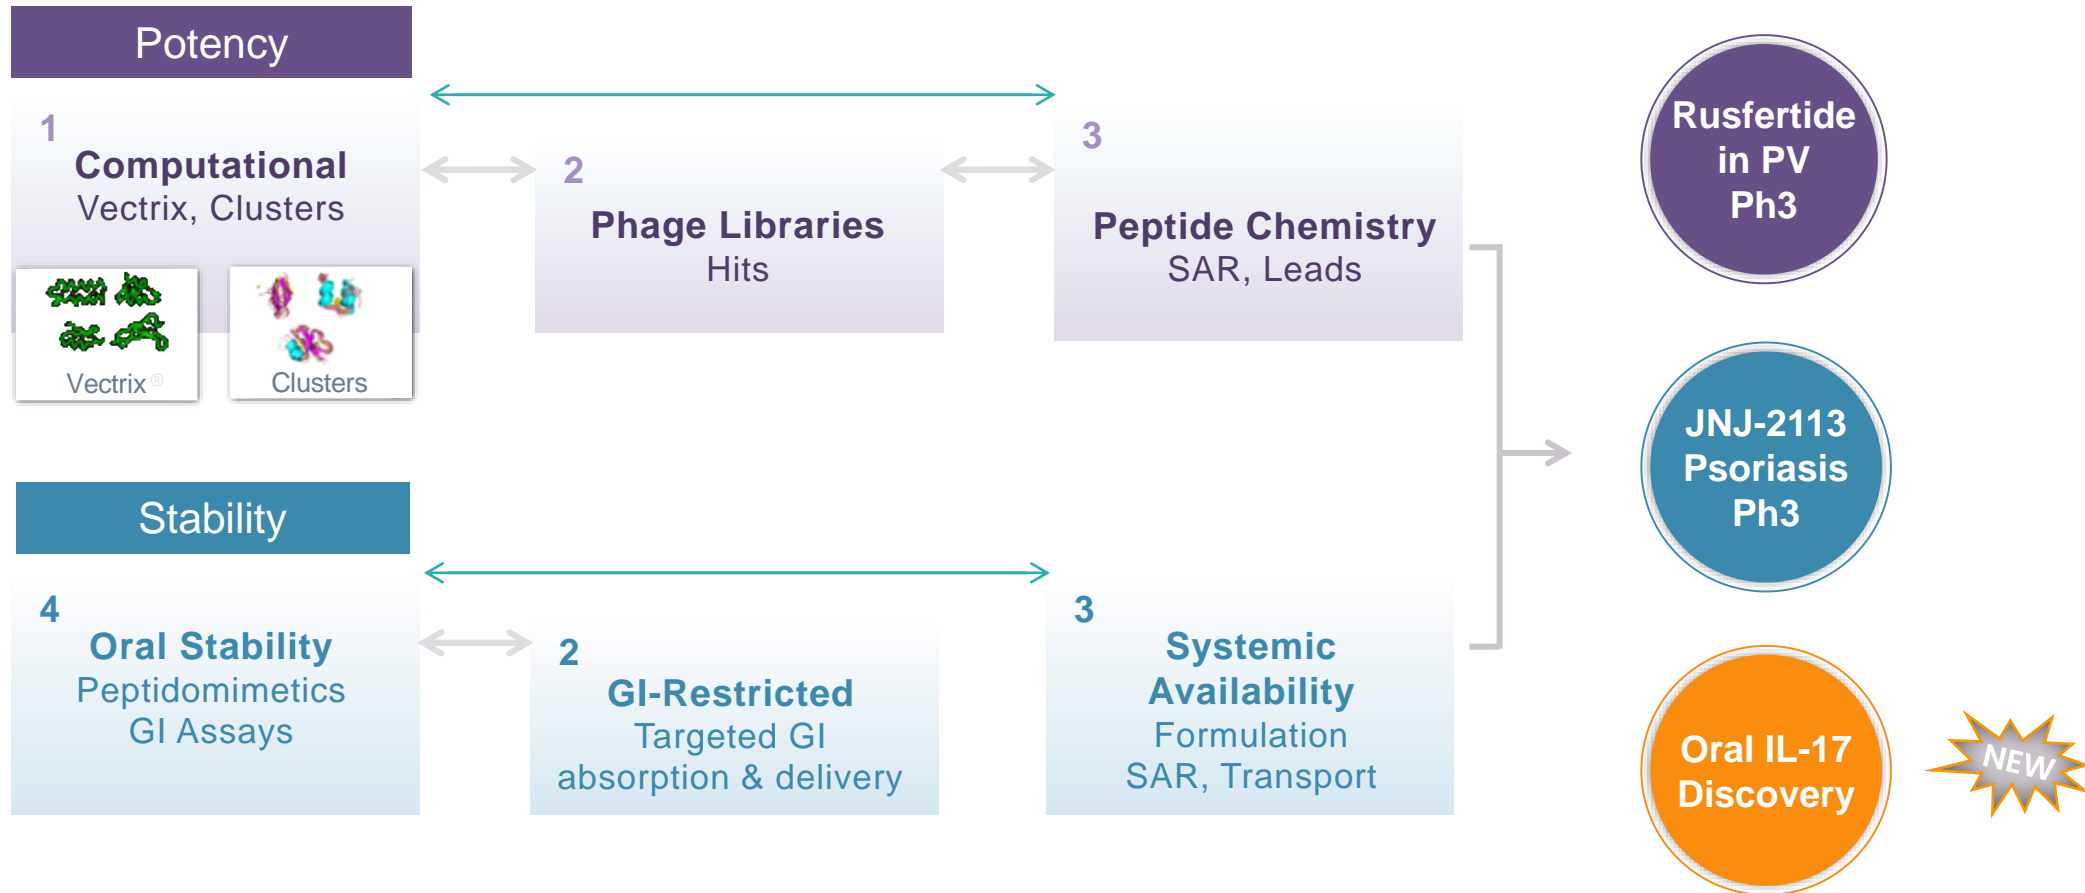 Potency
1
Computational
Vectrix, Clusters
Vectrix ®
Clusters
2
Phage Libraries
Hits
3
Peptide Chemistry
SAR, Leads
Stability
4
Oral Stability
Peptidomimetics
GI Assays
2
GI-Restricted
Targeted GI
absorption & delivery
3
Systemic
Availability
Formulation
SAR, Transport
Rusfertide
in PV
Ph3
JNJ-2113
Psoriasis
Ph3
Oral IL-17
Discovery
NEW